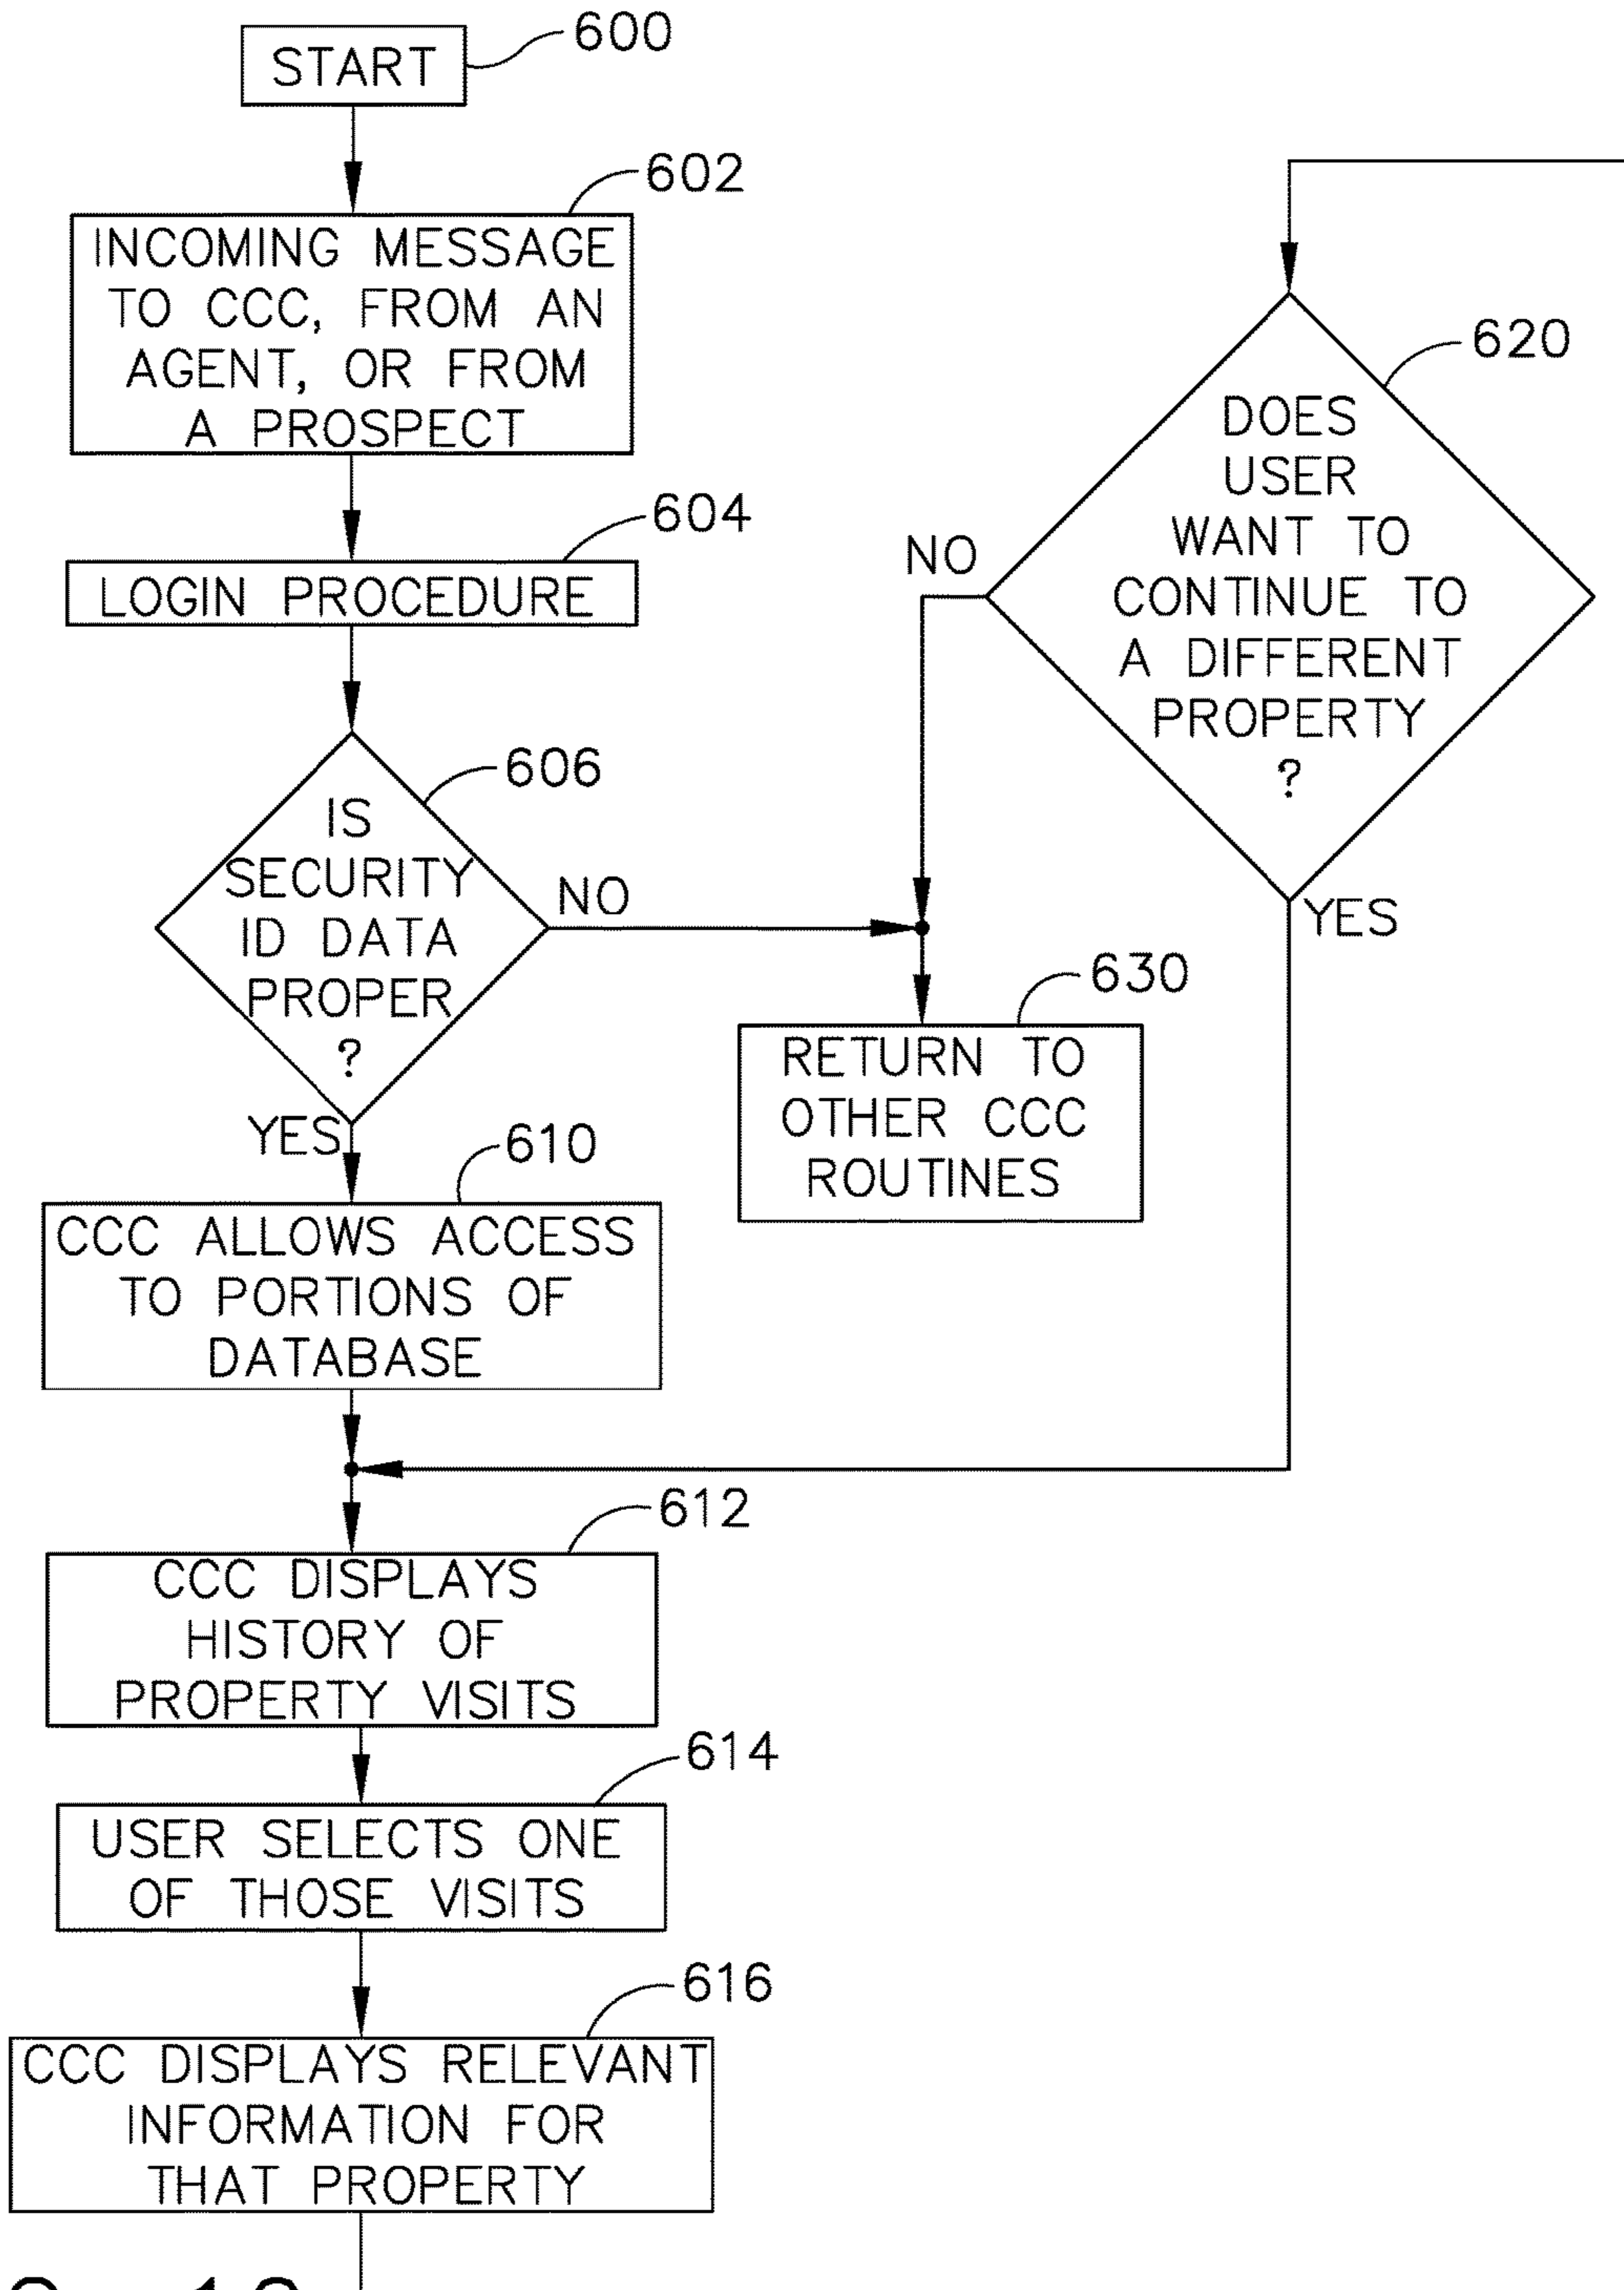 START
600
602
INCOMING MESSAGE
TO CCC, FROM AN
AGENT, OR FROM
A PROSPECT
604
LOGIN PROCEDURE
606
IS
SECURITY
ID DATA
PROPER
?
NO
YES
610
CCC ALLOWS ACCESS
TO PORTIONS OF
DATABASE
612
CCC DISPLAYS
HISTORY OF
PROPERTY VISITS
614
USER SELECTS ONE
OF THOSE VISITS
616
CCC DISPLAYS RELEVANT
INFORMATION FOR
THAT PROPERTY
620
DOES
USER
WANT TO
CONTINUE TO
A DIFFERENT
PROPERTY
?
NO
YES
630
RETURN TO
OTHER CCC
ROUTINES